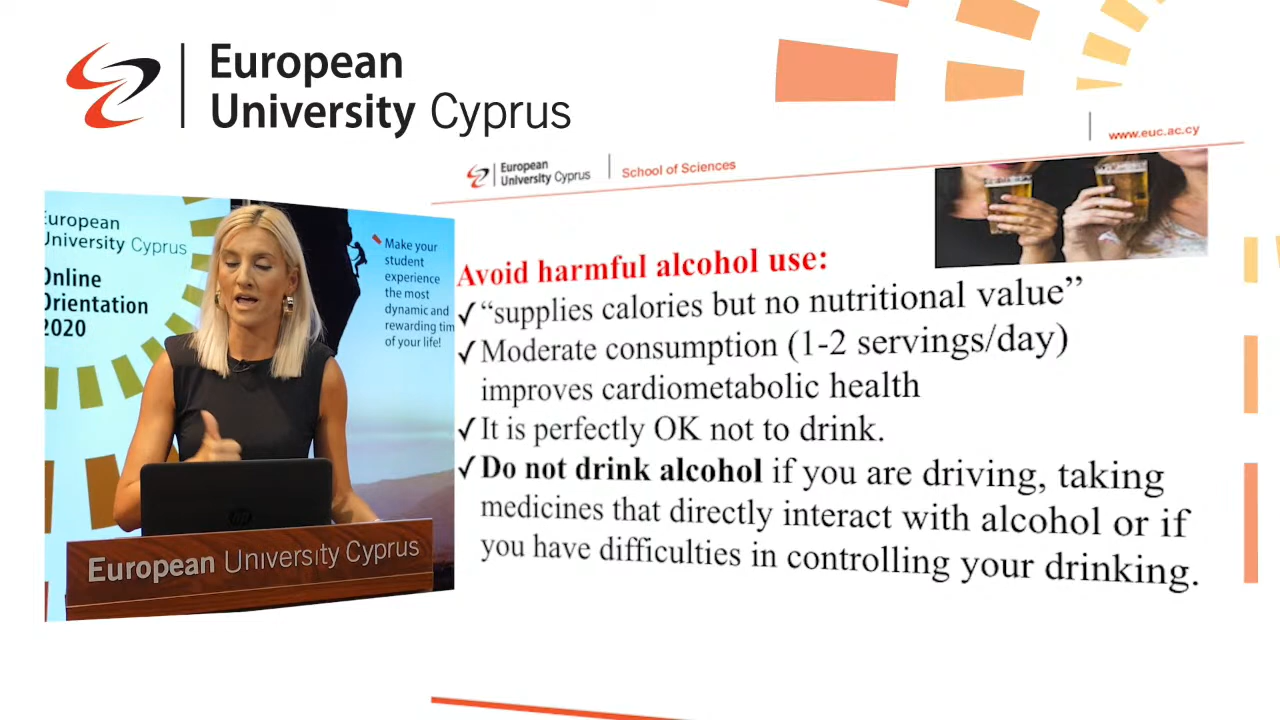 European
University Cyprus
www.euc.ac.cy
European
University Cyprus
School of Sciences
European
University Cyprus
Online
Orientation
2020
Make your
student
experience
the most
dynamic and
rewarding tim
of your life!
European University Cyprus
Avoid harmful alcohol use:
✓“supplies calories but no nutritional value”
✓Moderate consumption (1-2 servings/day)
improves cardiometabolic health
✓It is perfectly OK not to drink.
✓Do not drink alcohol if you are driving, taking
medicines that directly interact with alcohol or if
you have difficulties in controlling your drinking.